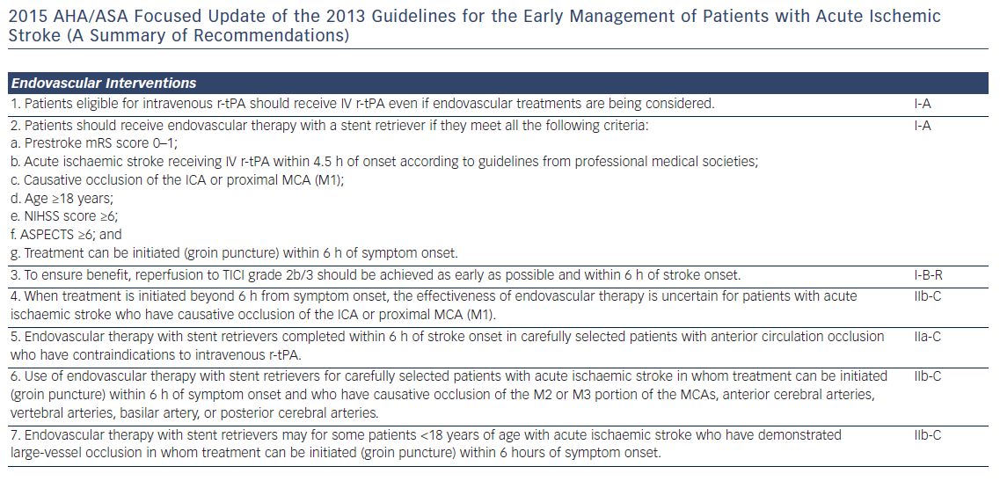 2015 AHA/ASA Focused Update of the 2013 Guidelines for the Early Management of Patients with Acute Ischemic
Stroke (A Summary of Recommendations)
Endovascular Interventions
1. Patients eligible for intravenous r-tPA should receive IV r-tPA even if endovascular treatments are being considered. I-A
2. Patients should receive endovascular therapy with a stent retriever if they meet all the following criteria: I-A
a. Prestroke mRS score 0–1;
b. Acute ischaemic stroke receiving IV r-tPA within 4.5 h of onset according to guidelines from professional medical societies;
c. Causative occlusion of the ICA or proximal MCA (M1);
d. Age ≥18 years;
e. NIHSS score ≥6;
f. ASPECTS ≥6; and
g. Treatment can be initiated (groin puncture) within 6 h of symptom onset.
3. To ensure benefit, reperfusion to TICI grade 2b/3 should be achieved as early as possible and within 6 h of stroke onset. I-B-R
4. When treatment is initiated beyond 6 h from symptom onset, the effectiveness of endovascular therapy is uncertain for patients with acute IIb-C
ischaemic stroke who have causative occlusion of the ICA or proximal MCA (M1).
5. Endovascular therapy with stent retrievers completed within 6 h of stroke onset in carefully selected patients with anterior circulation occlusion IIa-C
who have contraindications to intravenous r-tPA.
6. Use of endovascular therapy with stent retrievers for carefully selected patients with acute ischaemic stroke in whom treatment can be initiated IIb-C
(groin puncture) within 6 h of symptom onset and who have causative occlusion of the M2 or M3 portion of the MCAs, anterior cerebral arteries,
vertebral arteries, basilar artery, or posterior cerebral arteries.
7. Endovascular therapy with stent retrievers may for some patients <18 years of age with acute ischaemic stroke who have demonstrated IIb-C
large-vessel occlusion in whom treatment can be initiated (groin puncture) within 6 hours of symptom onset.